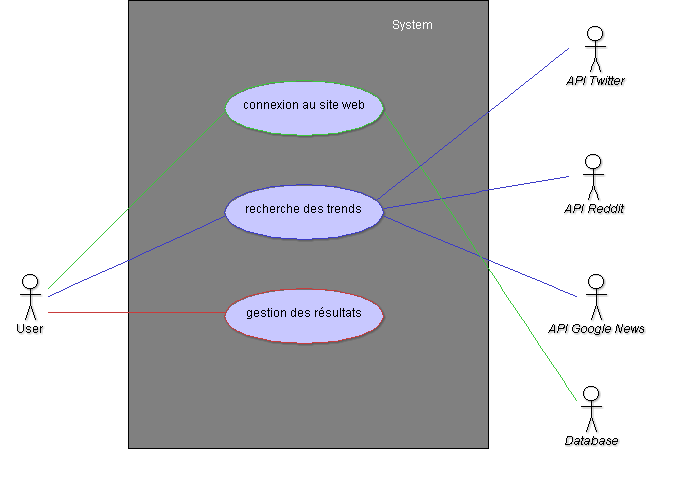 System
API Twitter
connexion au site web
recherche des trends
API Reddit
gestion des résultats
User
API Google News
Database